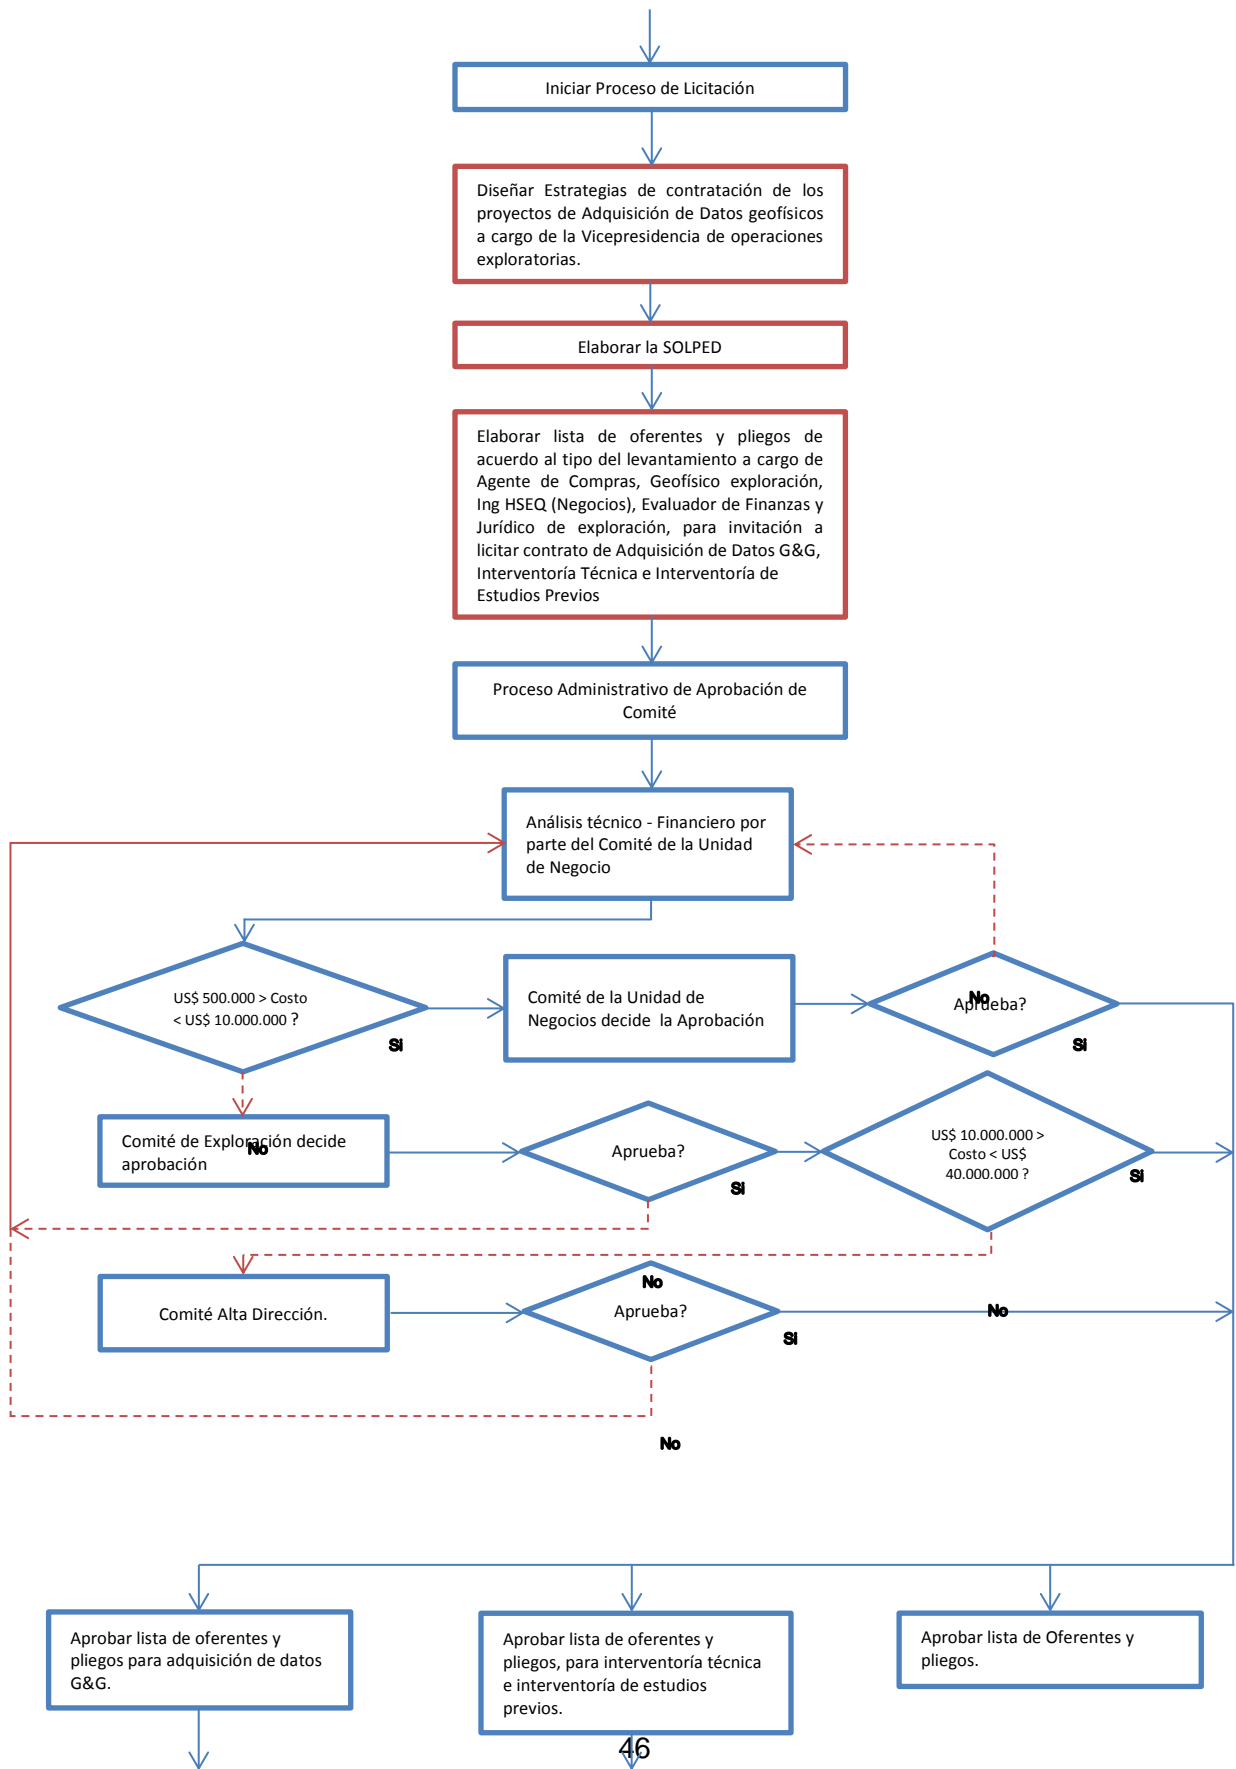 Iniciar Proceso de Licitación
Diseñar Estrategias de contratación de los
proyectos de Adquisición de Datos geofísicos
a cargo de la Vicepresidencia de operaciones
exploratorias.
Elaborar la SOLPED
Elaborar lista de oferentes y pliegos de
acuerdo al tipo del levantamiento a cargo de
Agente de Compras, Geofísico exploración,
Ing HSEQ (Negocios), Evaluador de Finanzas y
Jurídico de exploración, para invitación a
licitar contrato de Adquisición de Datos G&G,
Interventoría Técnica e Interventoría de
Estudios Previos
Proceso Administrativo de Aprobación de
Comité
Análisis técnico - Financiero por
parte del Comité de la Unidad
de Negocio
US$ 500.000 > Costo
< US$ 10.000.000 ?
Si
Comité de la Unidad de
Negocios decide la Aprobación
Aprueba?
No
Si
Comité de Exploración decide
aprobación
No
Aprueba?
Si
US$ 10.000.000 >
Costo < US$
40.000.000 ?
Si
Comité Alta Dirección.
No
Aprueba?
Si
No
No
Aprobar lista de oferentes y
pliegos para adquisición de datos
G&G.
Aprobar lista de oferentes y
pliegos, para interventoría técnica
e interventoría de estudios
previos.
Aprobar lista de Oferentes y
pliegos.
46